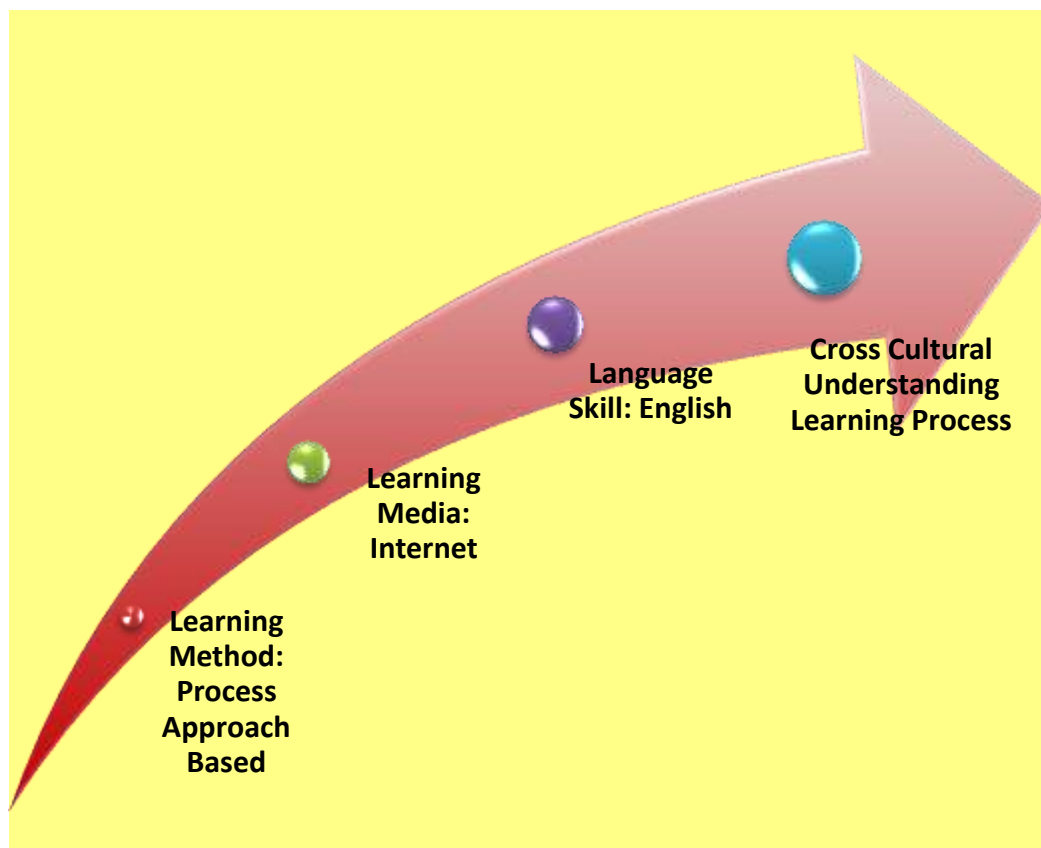 Learning
Method:
Process
Approach
Based
Learning
Media:
Internet
Language
Skill: English
Cross Cultural
Understanding
Learning Process